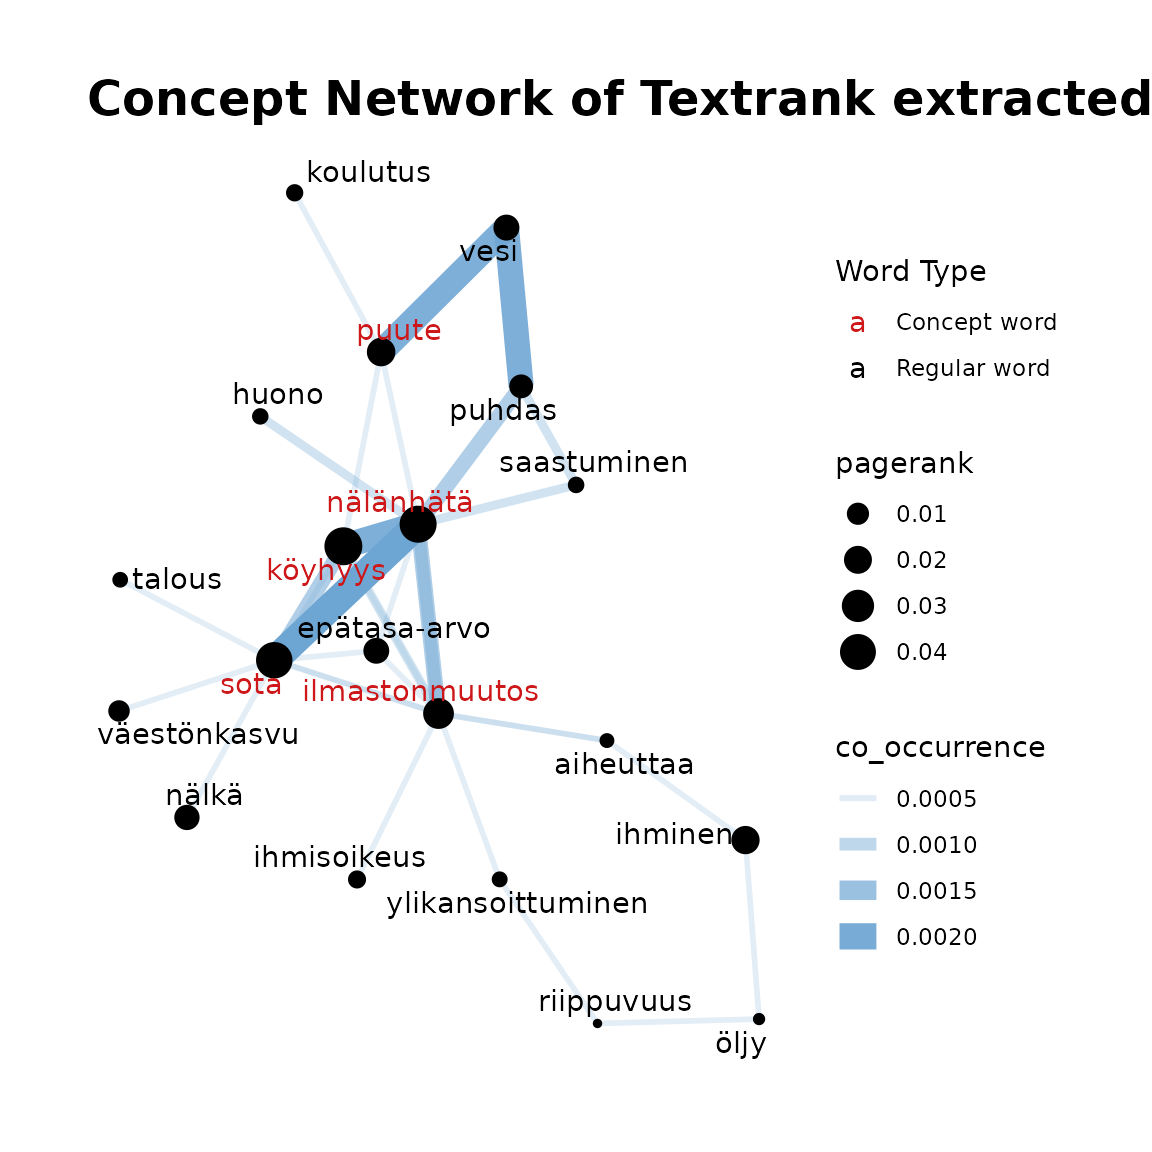 Concept Network of Textrank extracted
koulutus
vesi
puute
huono
puhdas
saastuminen
nälänhätä
köyhyys
talous
epätasa-arvo
sota
ilmastonmuutos
väestönkasvu
aiheuttaa
nälkä
ihminen
ihmisoikeus
ylikansoittuminen
riippuvuus
öljy
Word Type
a Concept word
a Regular word
pagerank
0.01
0.02
0.03
0.04
co_occurrence
0.0005
0.0010
0.0015
0.0020